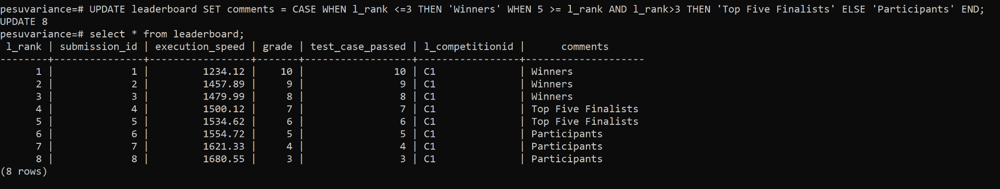 pesuvariance=# UPDATE leaderboard SET comments = CASE WHEN l_rank <=3 THEN 'Winners' WHEN 5 >= l_rank AND l_rank>3 THEN 'Top Five Finalists' ELSE 'Participants' END;
UPDATE 8
pesuvariance=# select * from leaderboard;
 l_rank | submission_id | execution_speed | grade | test_case_passed | l_competitionid |      comments
--------+---------------+-----------------+-------+------------------+-----------------+--------------------
      1 |             1 |         1234.12 |    10 |               10 | C1              | Winners
      2 |             2 |         1457.89 |     9 |                9 | C1              | Winners
      3 |             3 |         1479.99 |     8 |                8 | C1              | Winners
      4 |             4 |         1500.12 |     7 |                7 | C1              | Top Five Finalists
      5 |             5 |         1534.62 |     6 |                6 | C1              | Top Five Finalists
      6 |             6 |         1554.72 |     5 |                5 | C1              | Participants
      7 |             7 |         1621.33 |     4 |                4 | C1              | Participants
      8 |             8 |         1680.55 |     3 |                3 | C1              | Participants
(8 rows)